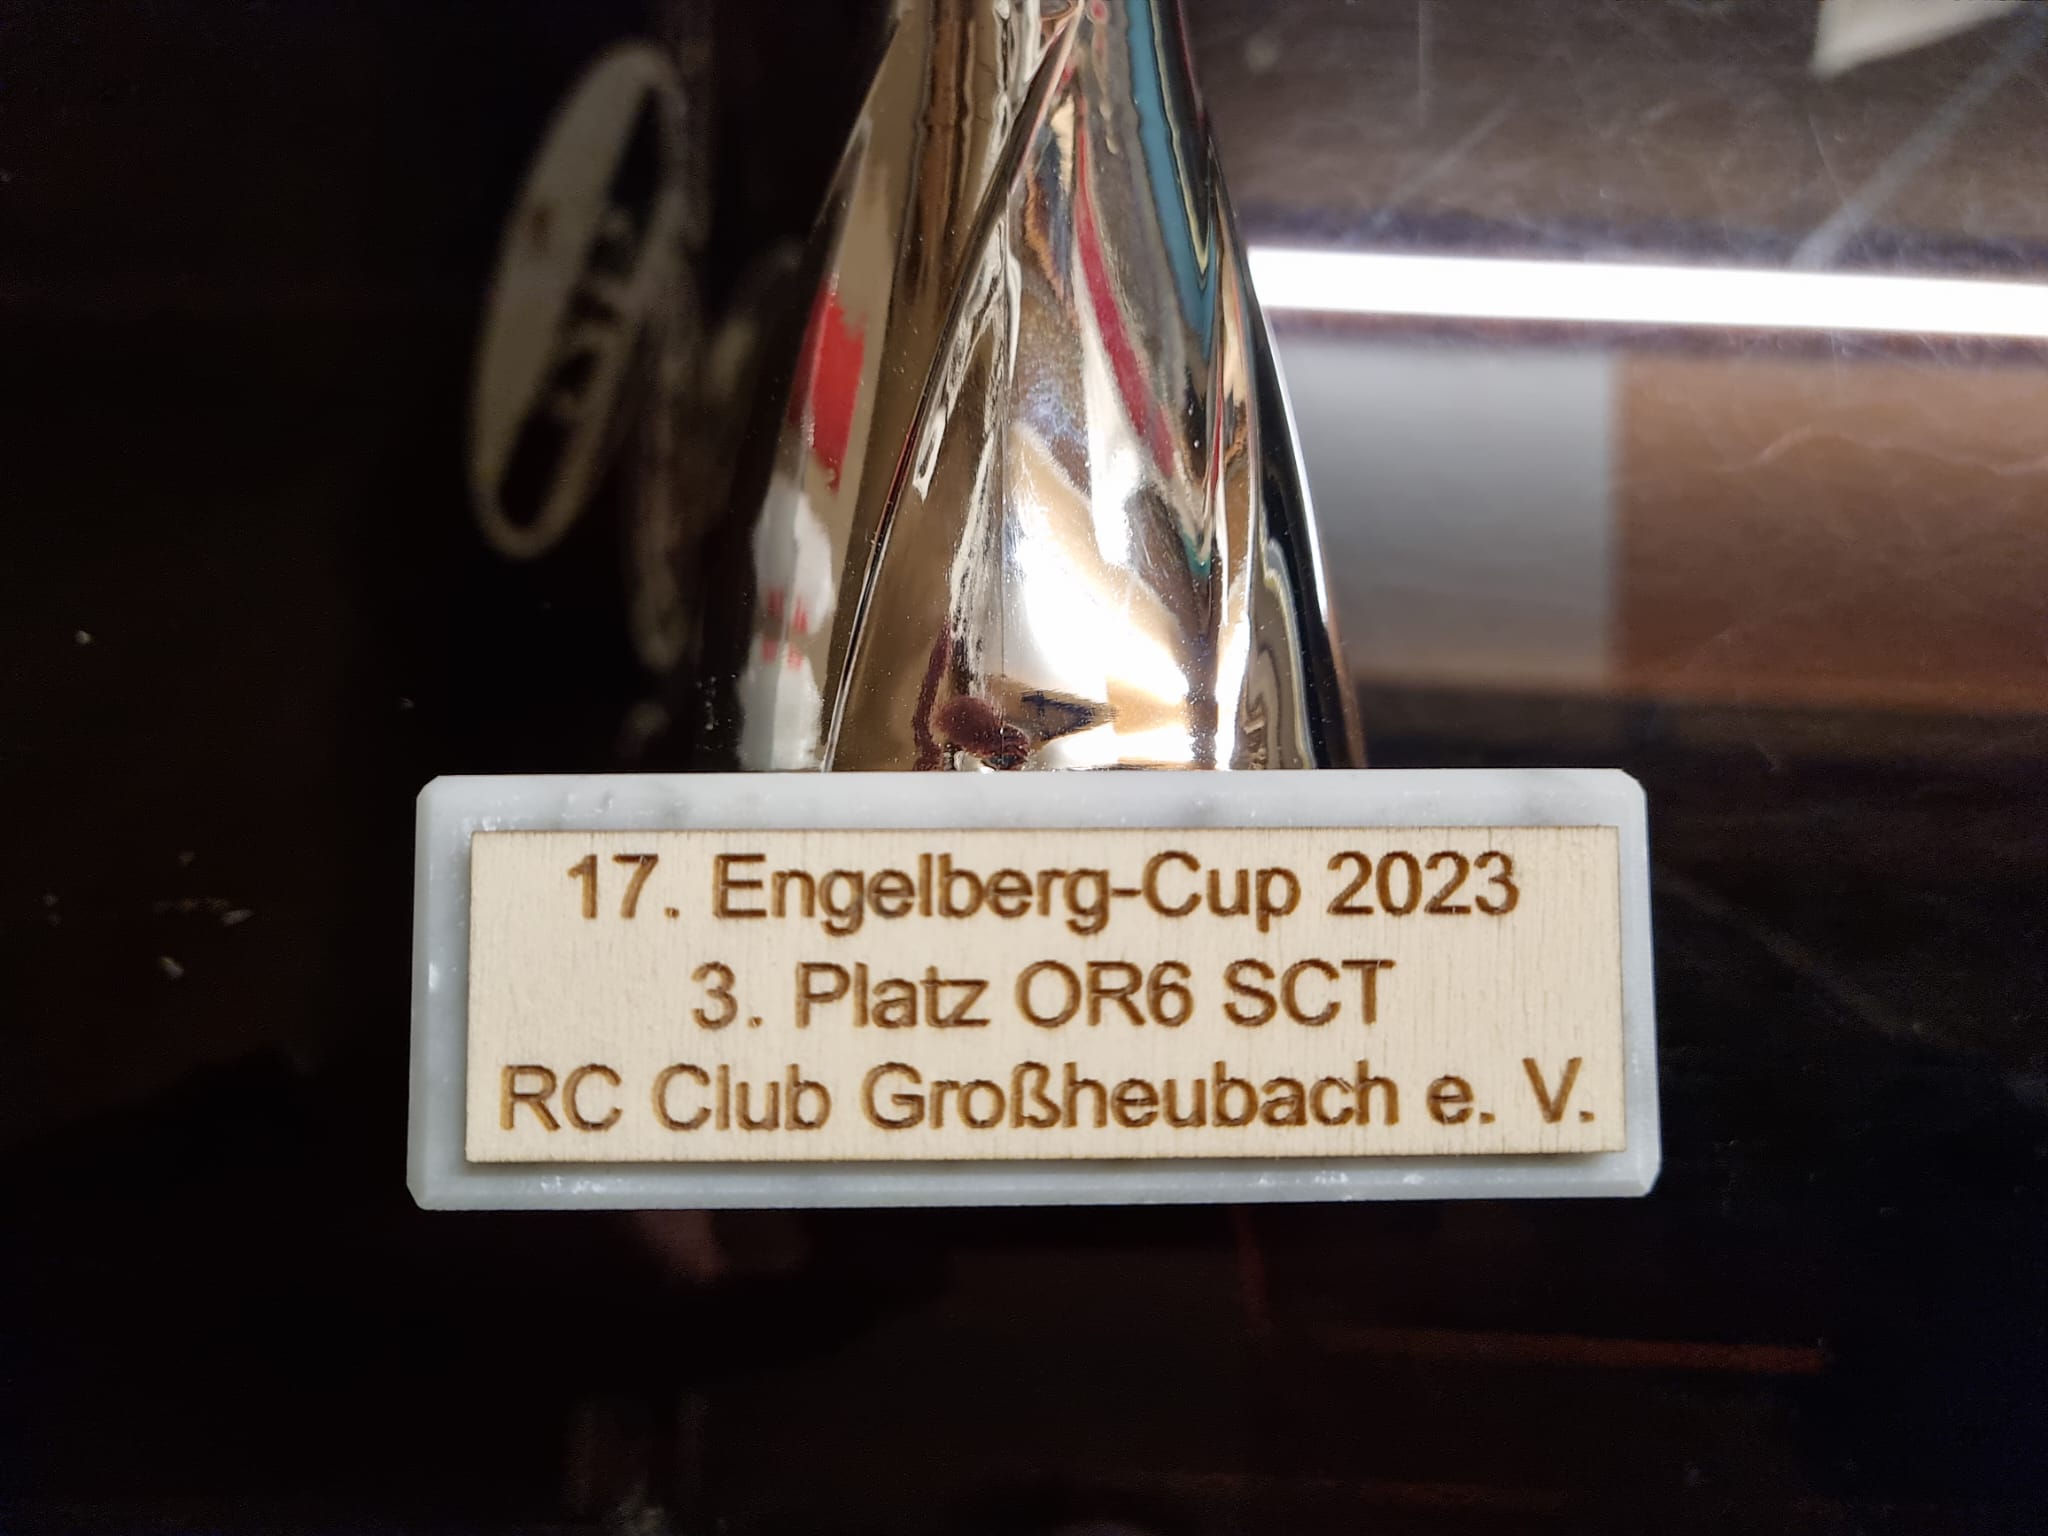 17. Engelberg-Cup 2023
3. Platz OR6 SCT
RC Club Großheubach e. V.